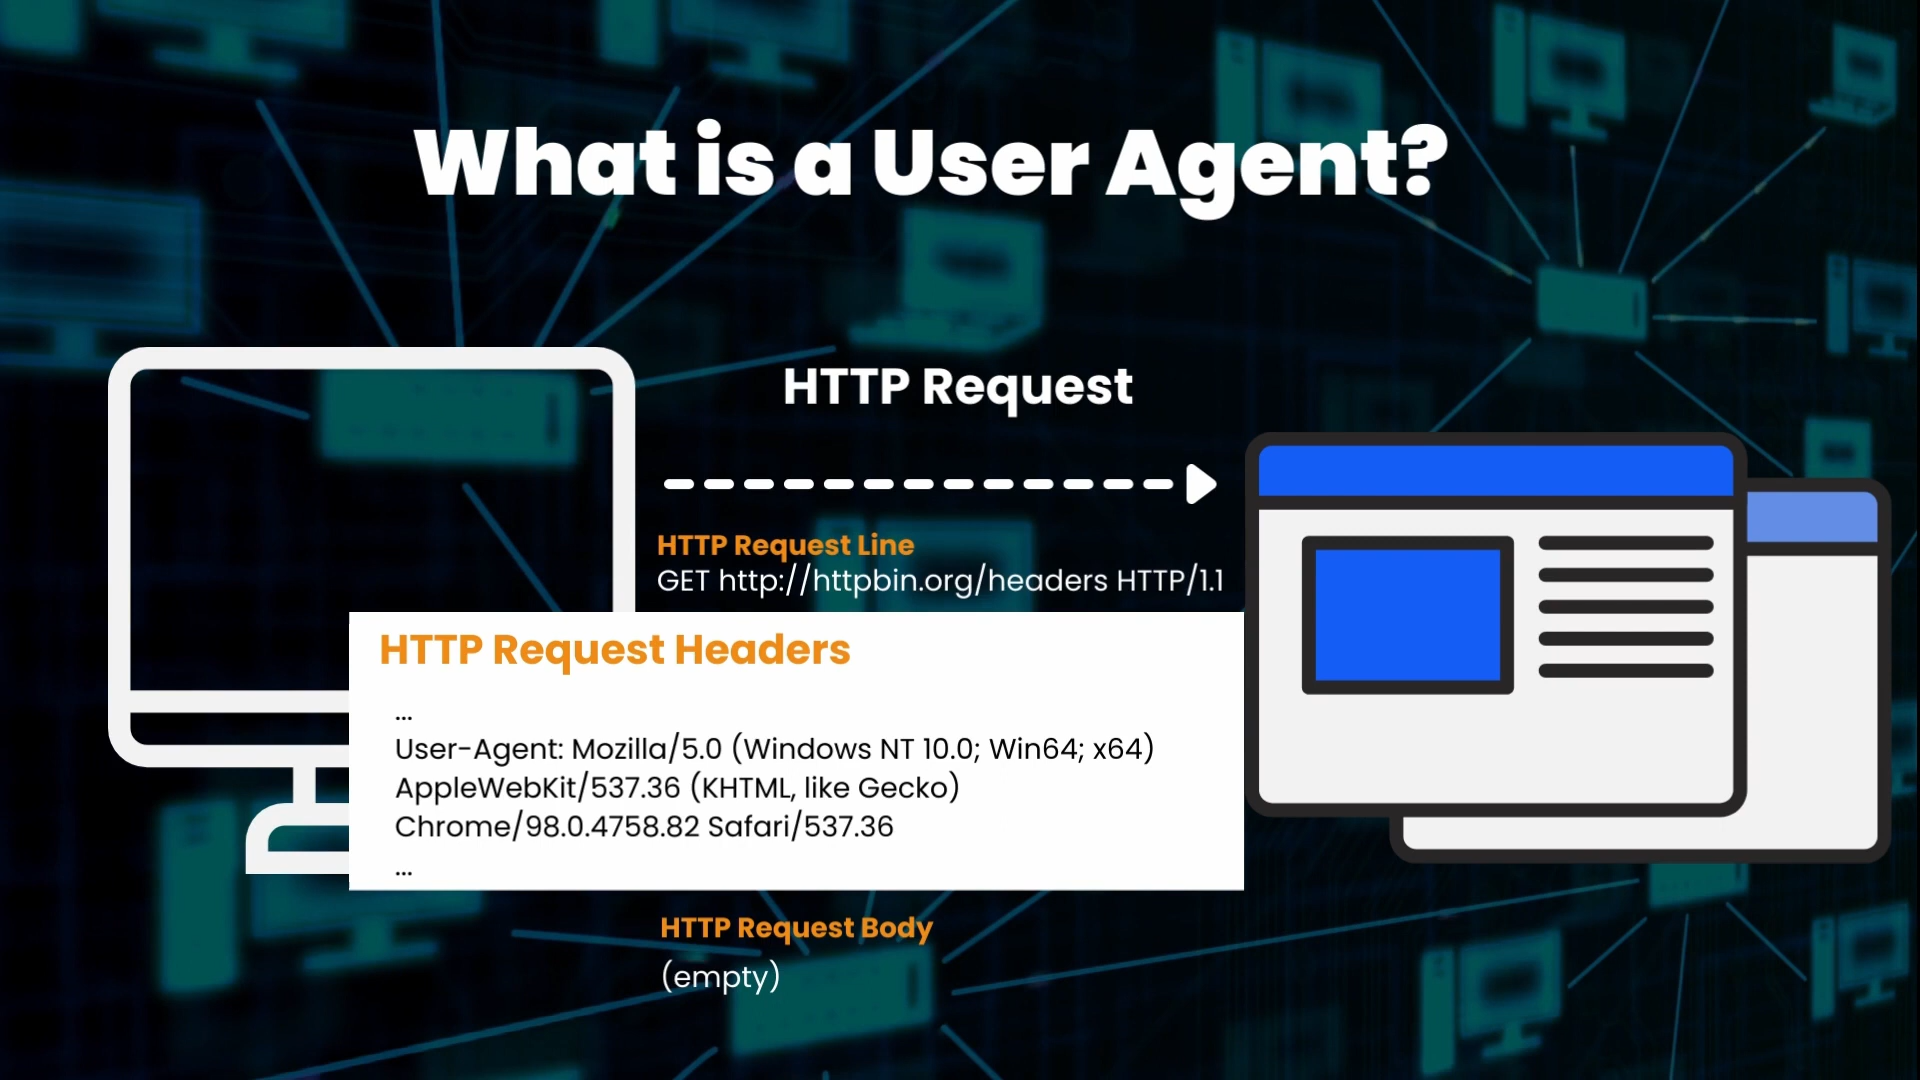 What is a User Agent?
HTTP Request
HTTP Request Line
GET http://httpbin.org/headers HTTP/1.1
HTTP Request Headers
...
User-Agent: Mozilla/5.0 (Windows NT 10.0; Win64; x64)
AppleWebKit/537.36 (KHTML, like Gecko)
Chrome/98.0.4758.82 Safari/537.36
...
HTTP Request Body
(empty)